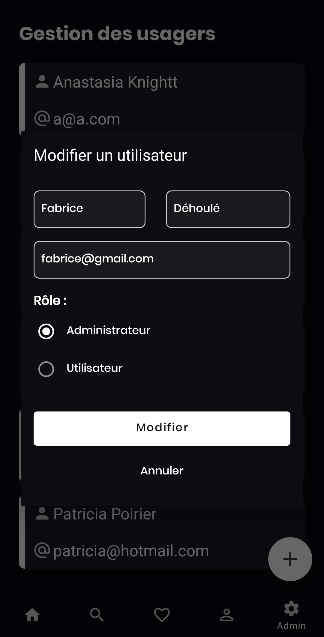 Gestion des usagers
Anastasia Knightt
a@a.com
Modifier un utilisateur
Fabrice Déhoulé
fabrice@gmail.com
Rôle :
Administrateur
Utilisateur
Modifier
Annuler
Patricia Poirier
patricia@hotmail.com
Admin